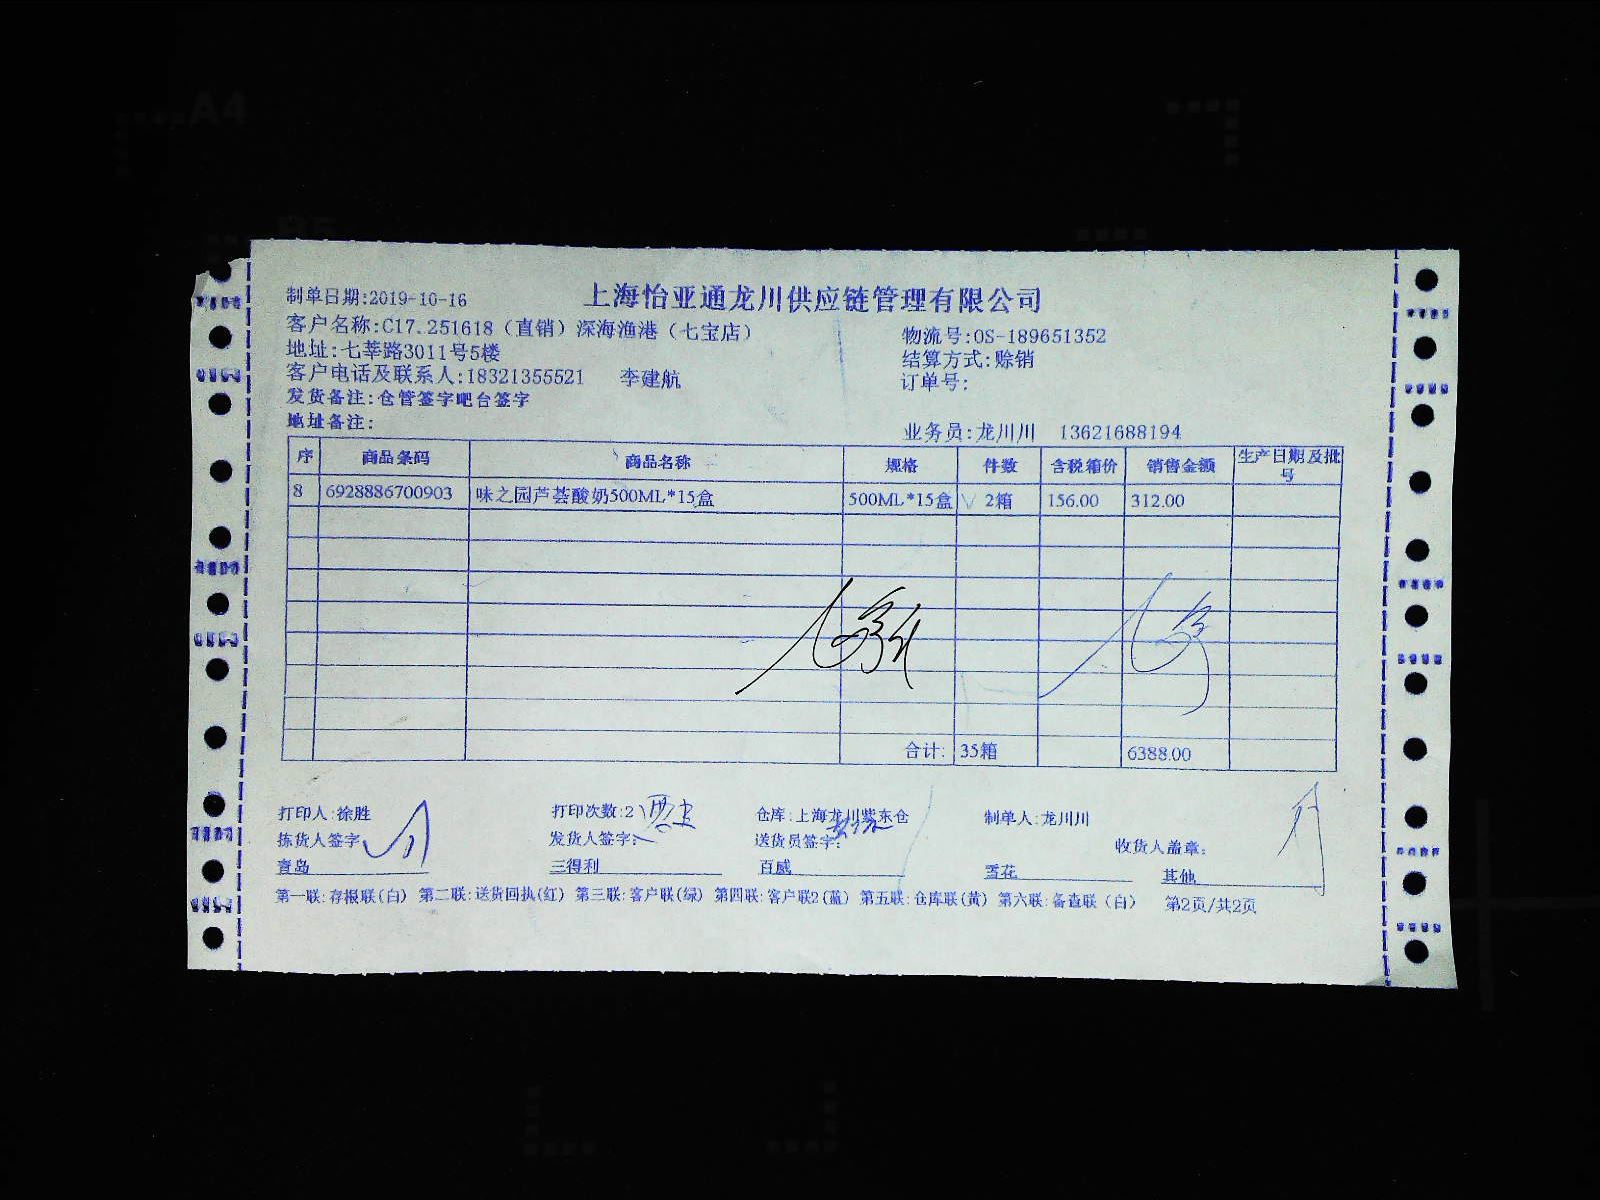 A4
制单日期:2019-10-16 上海怡亚通龙川供应链管理有限公司
客户名称:C17.251618（直销）深海渔港（七宝店） 物流号:OS-189651352
地址:七莘路3011号5楼 结算方式:赊销
客户电话及联系人:18321355521 李建航 订单号:
发货备注:仓管签字吧台签字
地址备注: 业务员:龙川川 13621688194
序 商品条码 商品名称 规格 件数 含税箱价 销售金额 生产日期及批号
8 6928886700903 味之园芦荟酸奶500ML*15盒 500ML*15盒 2箱 156.00 312.00
合计: 35箱 6388.00
打印人:徐胜 打印次数:2 仓库:上海龙川紫东仓 制单人:龙川川
拣货人签字: 发货人签字: 送货员签字: 收货人盖章:
青岛 三得利 百威 雪花 其他
第一联:存根联(白) 第二联:送货回执(红) 第三联:客户联(绿) 第四联:客户联2(蓝) 第五联:仓库联(黄) 第六联:备查联（白） 第2页/共2页